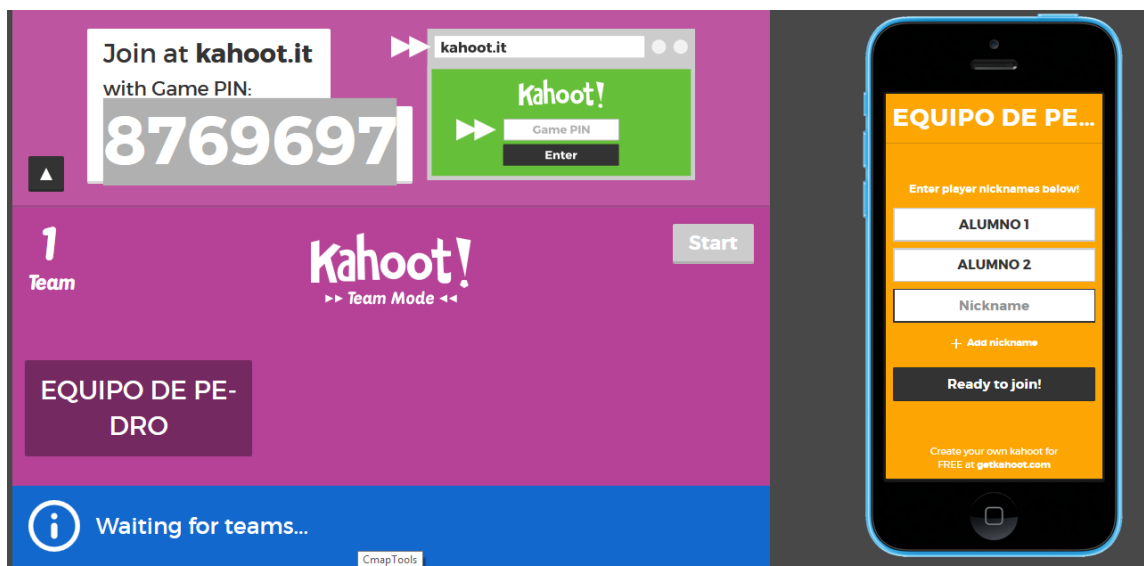 Join at kahoot.it
with Game PIN:
8769697
kahoot.it
Kahoot!
Game PIN
Enter
1
Team
Kahoot!
Team Mode
Start
EQUIPO DE PE-
DRO
Waiting for teams...
CmapTools
EQUIPO DE PE...
Enter player nicknames below!
ALUMNO 1
ALUMNO 2
Nickname
+ Add nickname
Ready to join!
Create your own kahoot for
FREE at getkahoot.com